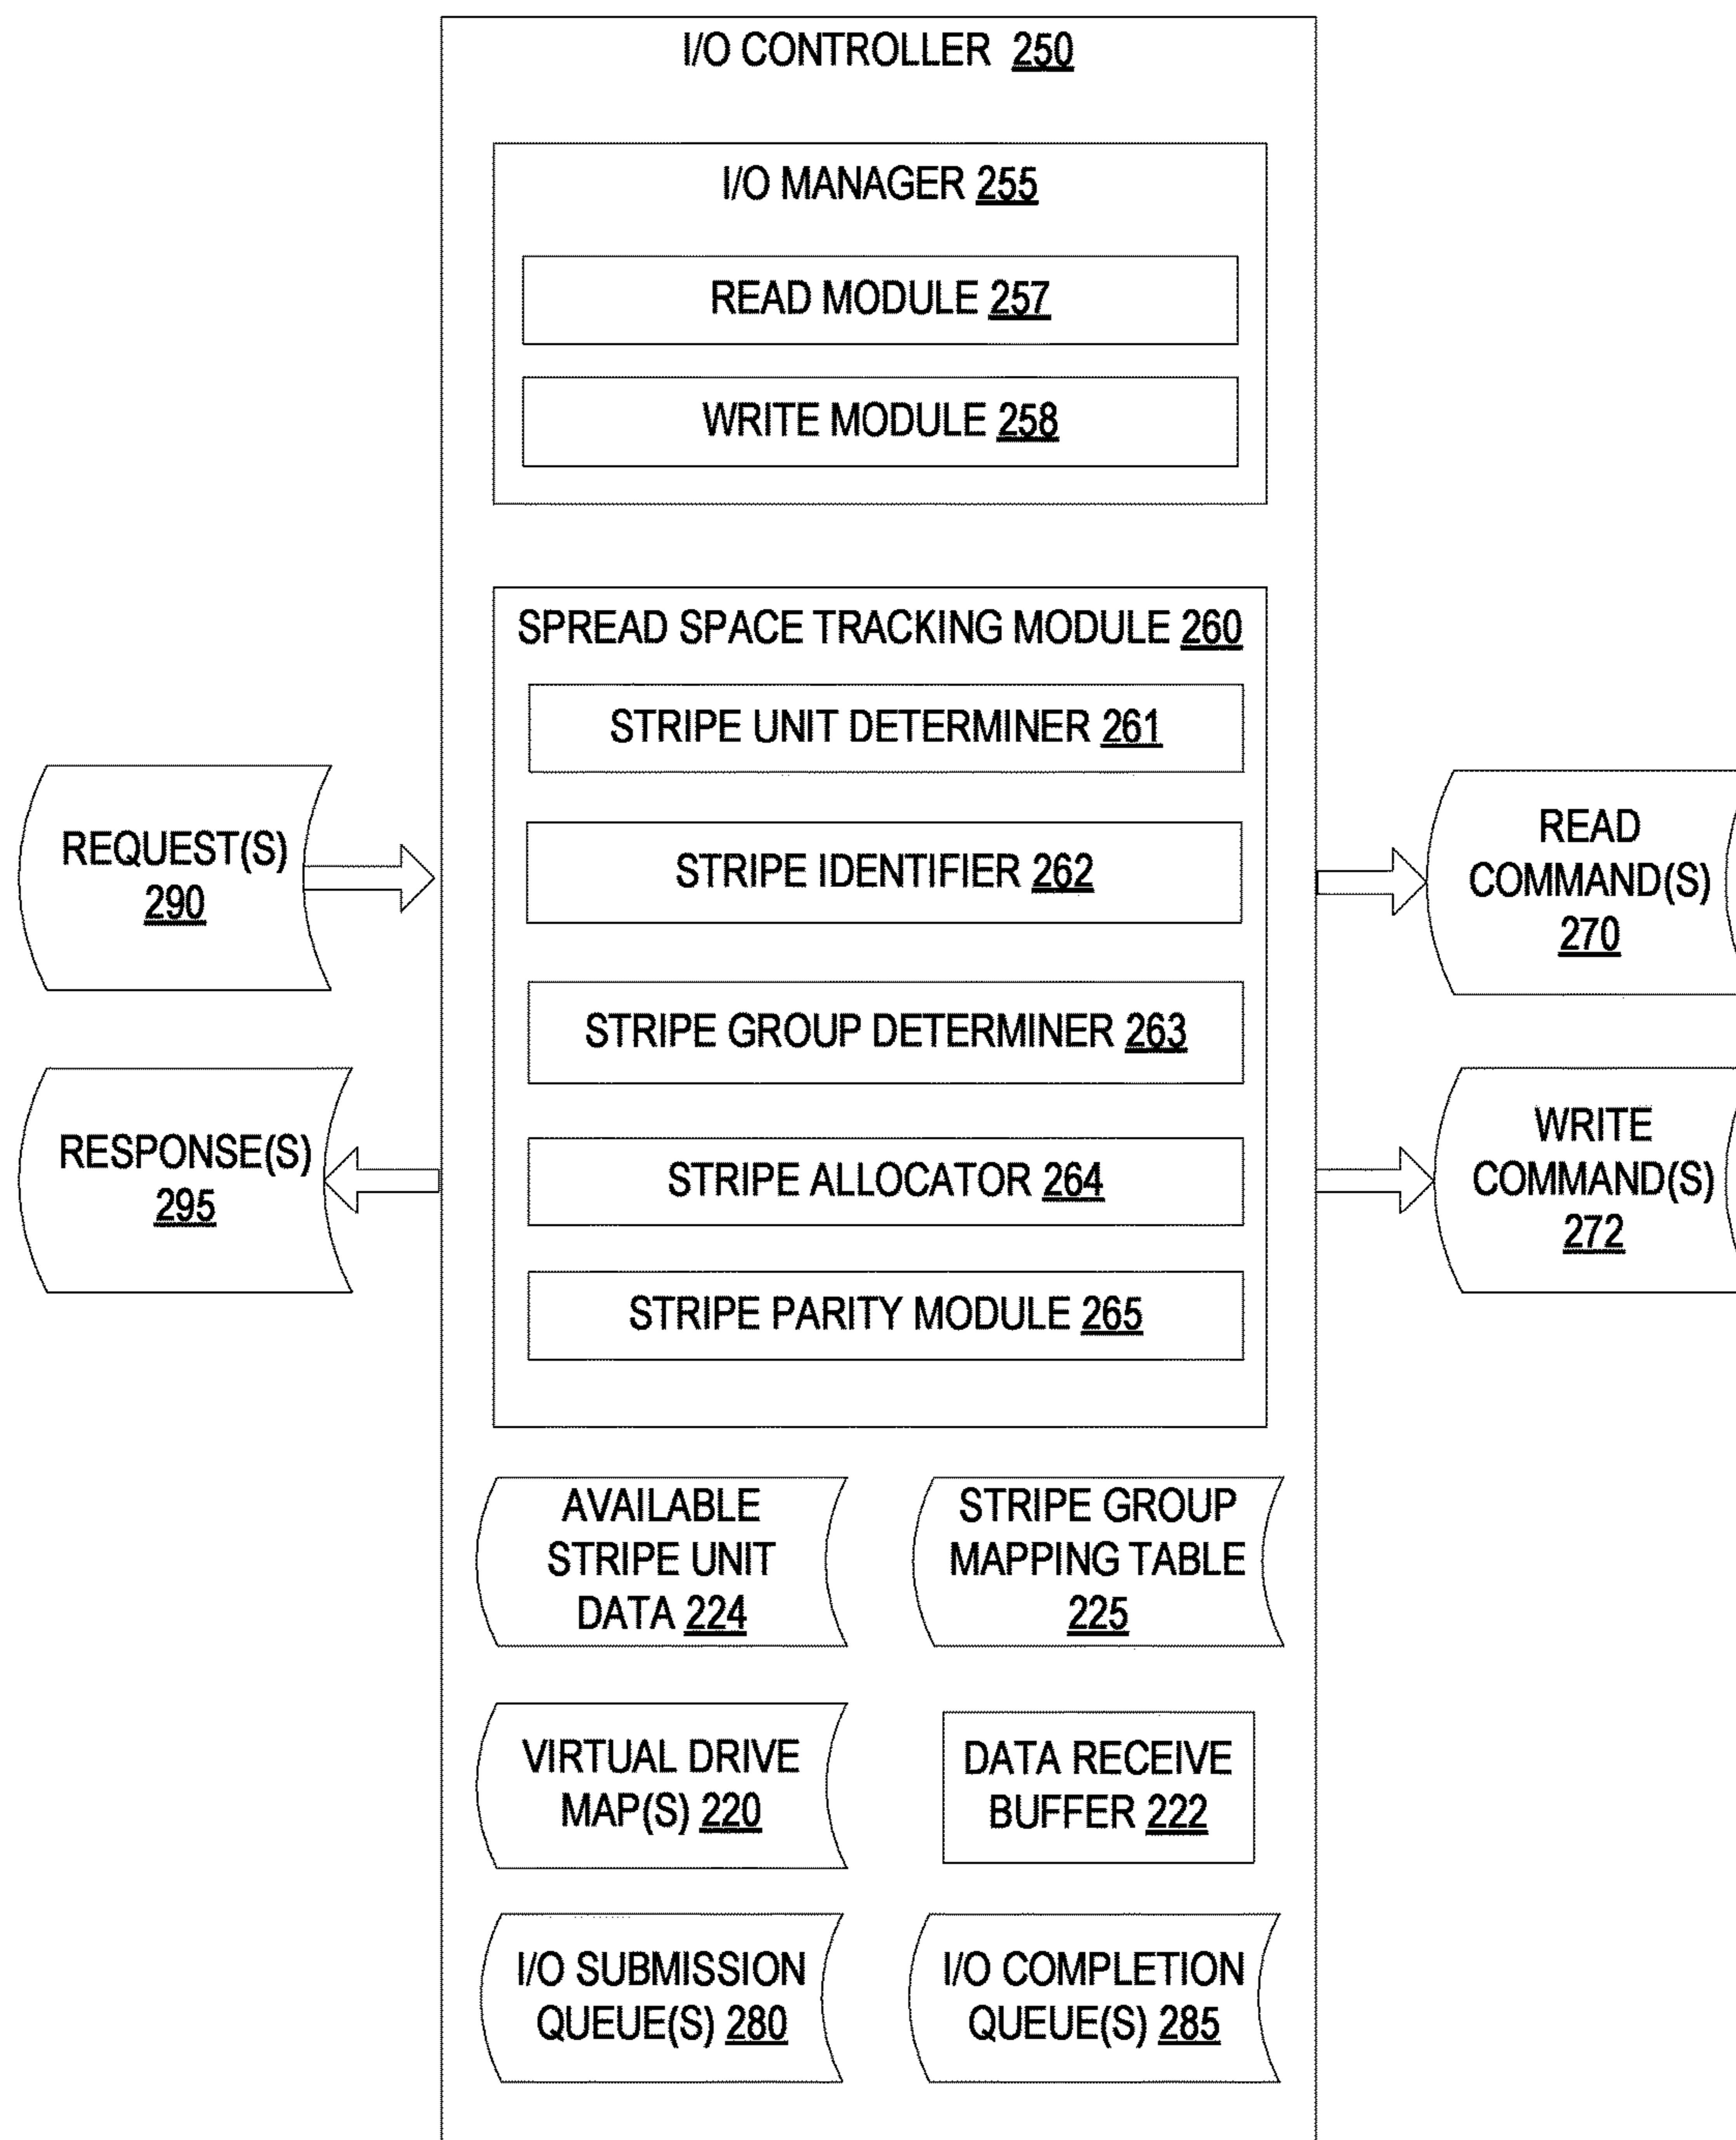 I/O CONTROLLER 250
I/O MANAGER 255
READ MODULE 257
WRITE MODULE 258
SPREAD SPACE TRACKING MODULE 260
STRIPE UNIT DETERMINER 261
STRIPE IDENTIFIER 262
STRIPE GROUP DETERMINER 263
STRIPE ALLOCATOR 264
STRIPE PARITY MODULE 265
REQUEST(S)
290
RESPONSE(S)
295
READ
COMMAND(S)
270
WRITE
COMMAND(S)
272
AVAILABLE
STRIPE UNIT
DATA 224
STRIPE GROUP
MAPPING TABLE
225
VIRTUAL DRIVE
MAP(S) 220
DATA RECEIVE
BUFFER 222
I/O SUBMISSION
QUEUE(S) 280
I/O COMPLETION
QUEUE(S) 285